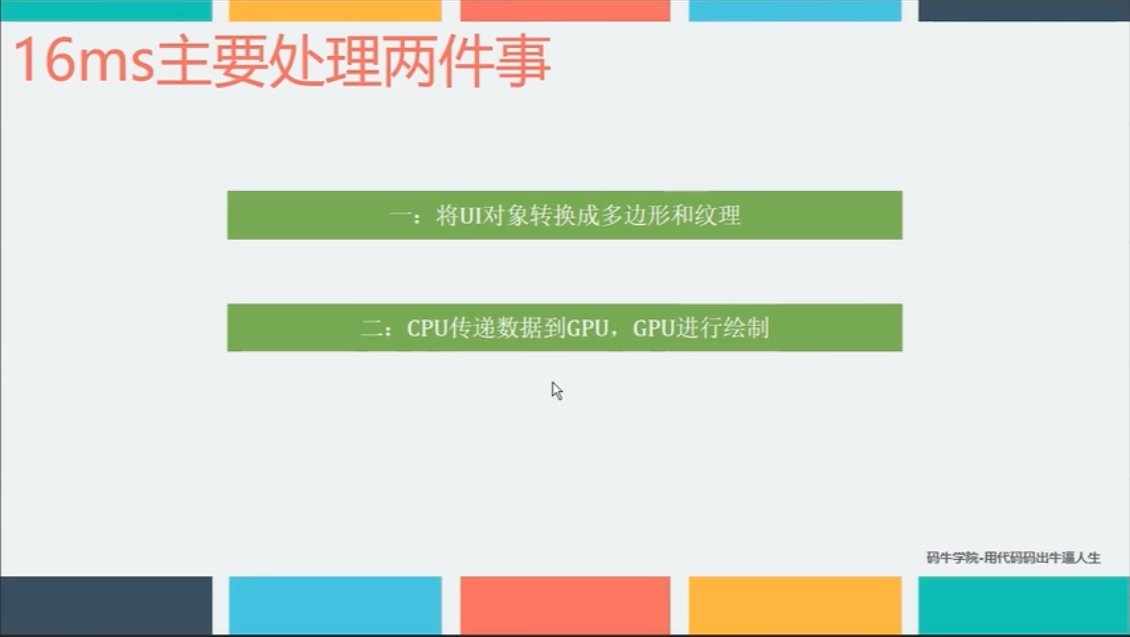 16ms主要处理两件事
一：将UI对象转换成多边形和纹理
二：CPU传递数据到GPU，GPU进行绘制
码牛学院-用代码码出牛逼人生